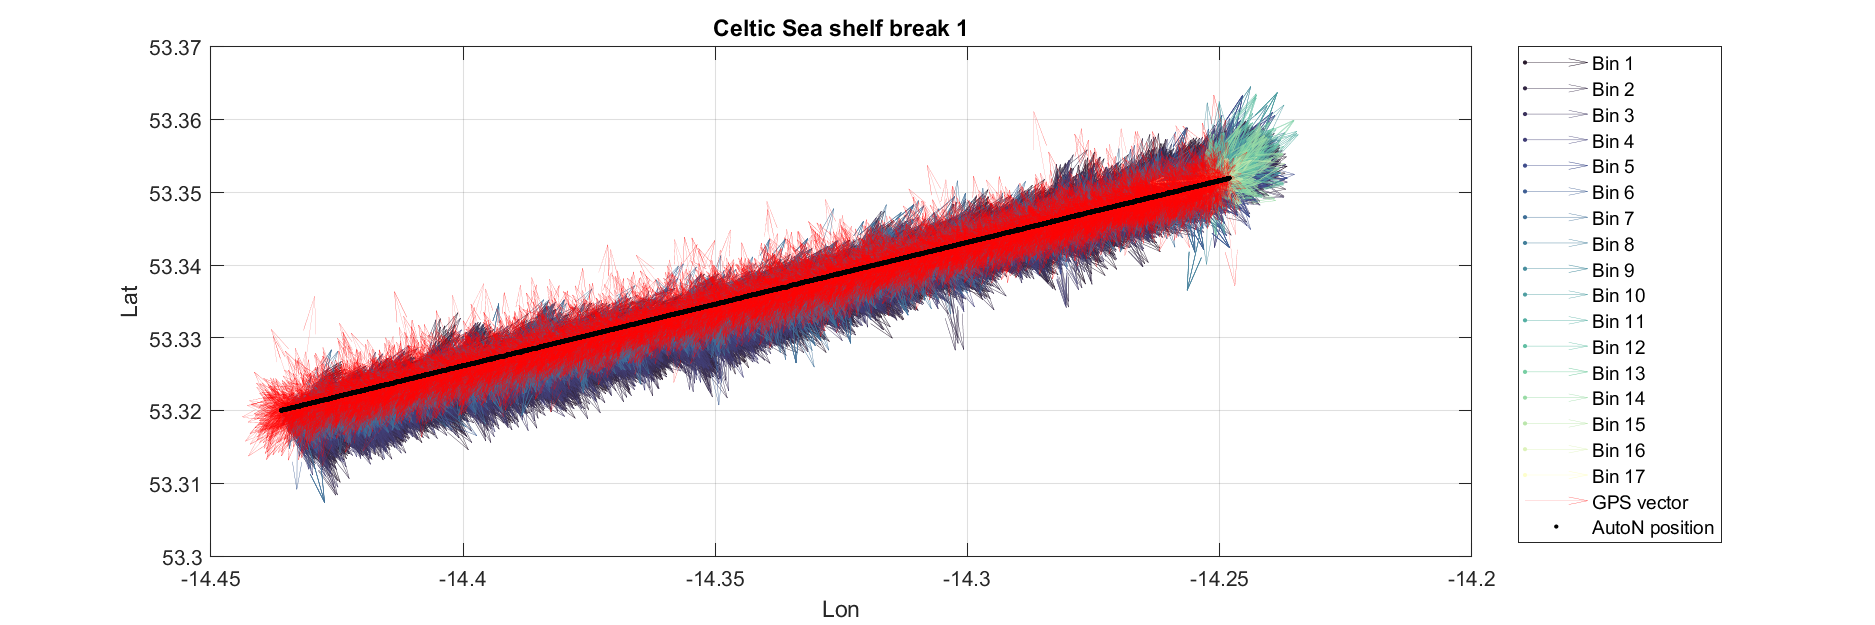 Celtic Sea shelf break 1
53.37
53.36
53.35
53.34
53.33
53.32
53.31
53.3
Lat
-14.45
-14.4
-14.35
-14.3
-14.25
-14.2
Lon
Bin 1
Bin 2
Bin 3
Bin 4
Bin 5
Bin 6
Bin 7
Bin 8
Bin 9
Bin 10
Bin 11
Bin 12
Bin 13
Bin 14
Bin 15
Bin 16
Bin 17
GPS vector
AutoN position